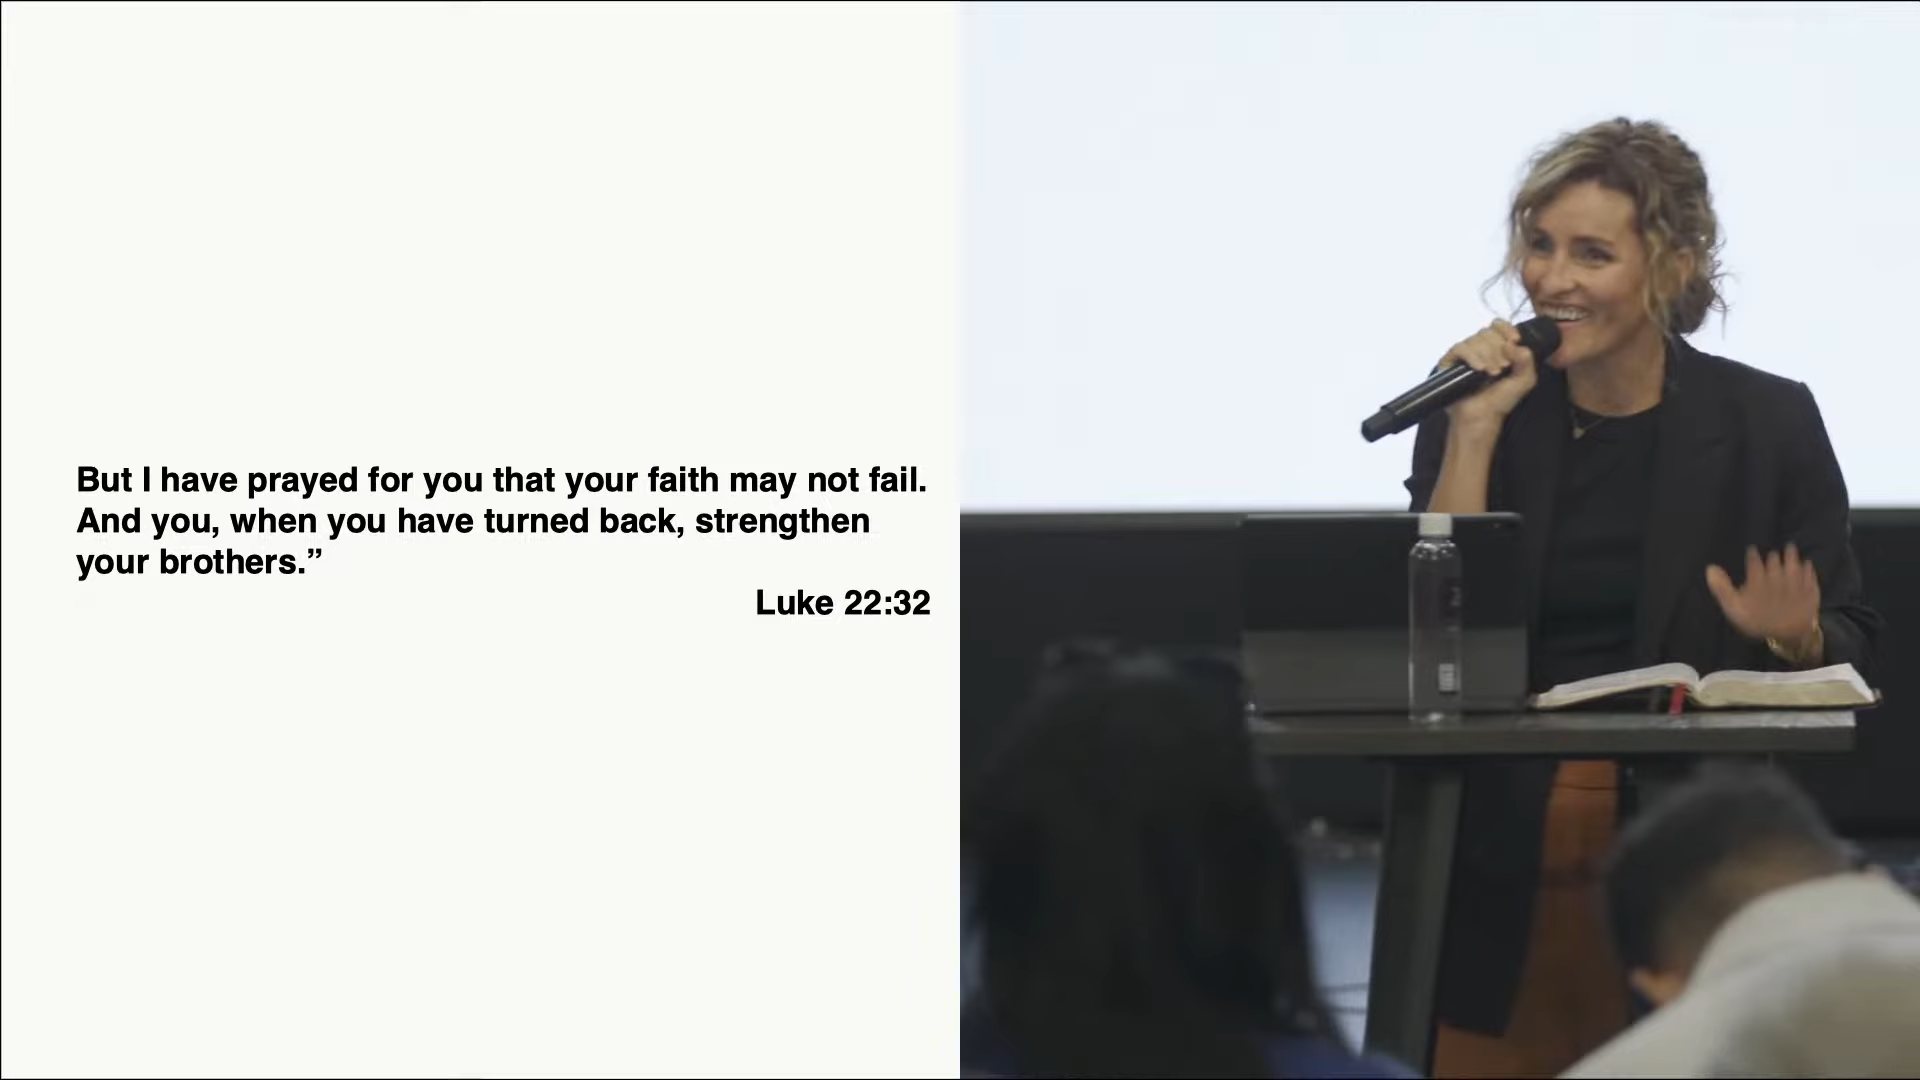 But I have prayed for you that your faith may not fail.
And you, when you have turned back, strengthen
your brothers.”
Luke 22:32